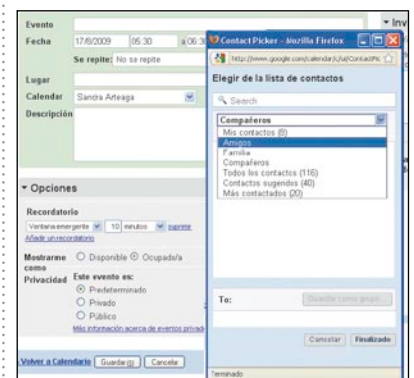 Evento
Fecha 17/6/2009 05:30 a 06:30
Se repite: No se repite
Lugar
Calendar Sandra Arteaga
Descripción
Opciones
Recordatorio
Ventana emergente 10 minutos suprimir
Añadir un recordatorio
Mostrarme como Disponible Ocupado/a
Privacidad Este evento es:
Predeterminado
Privado
Público
Más información acerca de eventos privad
Volver a Calendario Guardar Cancelar
Inv
Contact Picker - Mozilla Firefox
http://www.google.com/calendar/c/ui/ContactPic
Elegir de la lista de contactos
Search
Compañeros
Mis contactos (8)
Amigos
Familia
Compañeros
Todos los contactos (116)
Contactos sugeridos (40)
Más contactados (20)
To: Guardar como grupo...
Cancelar Finalizado
Terminado